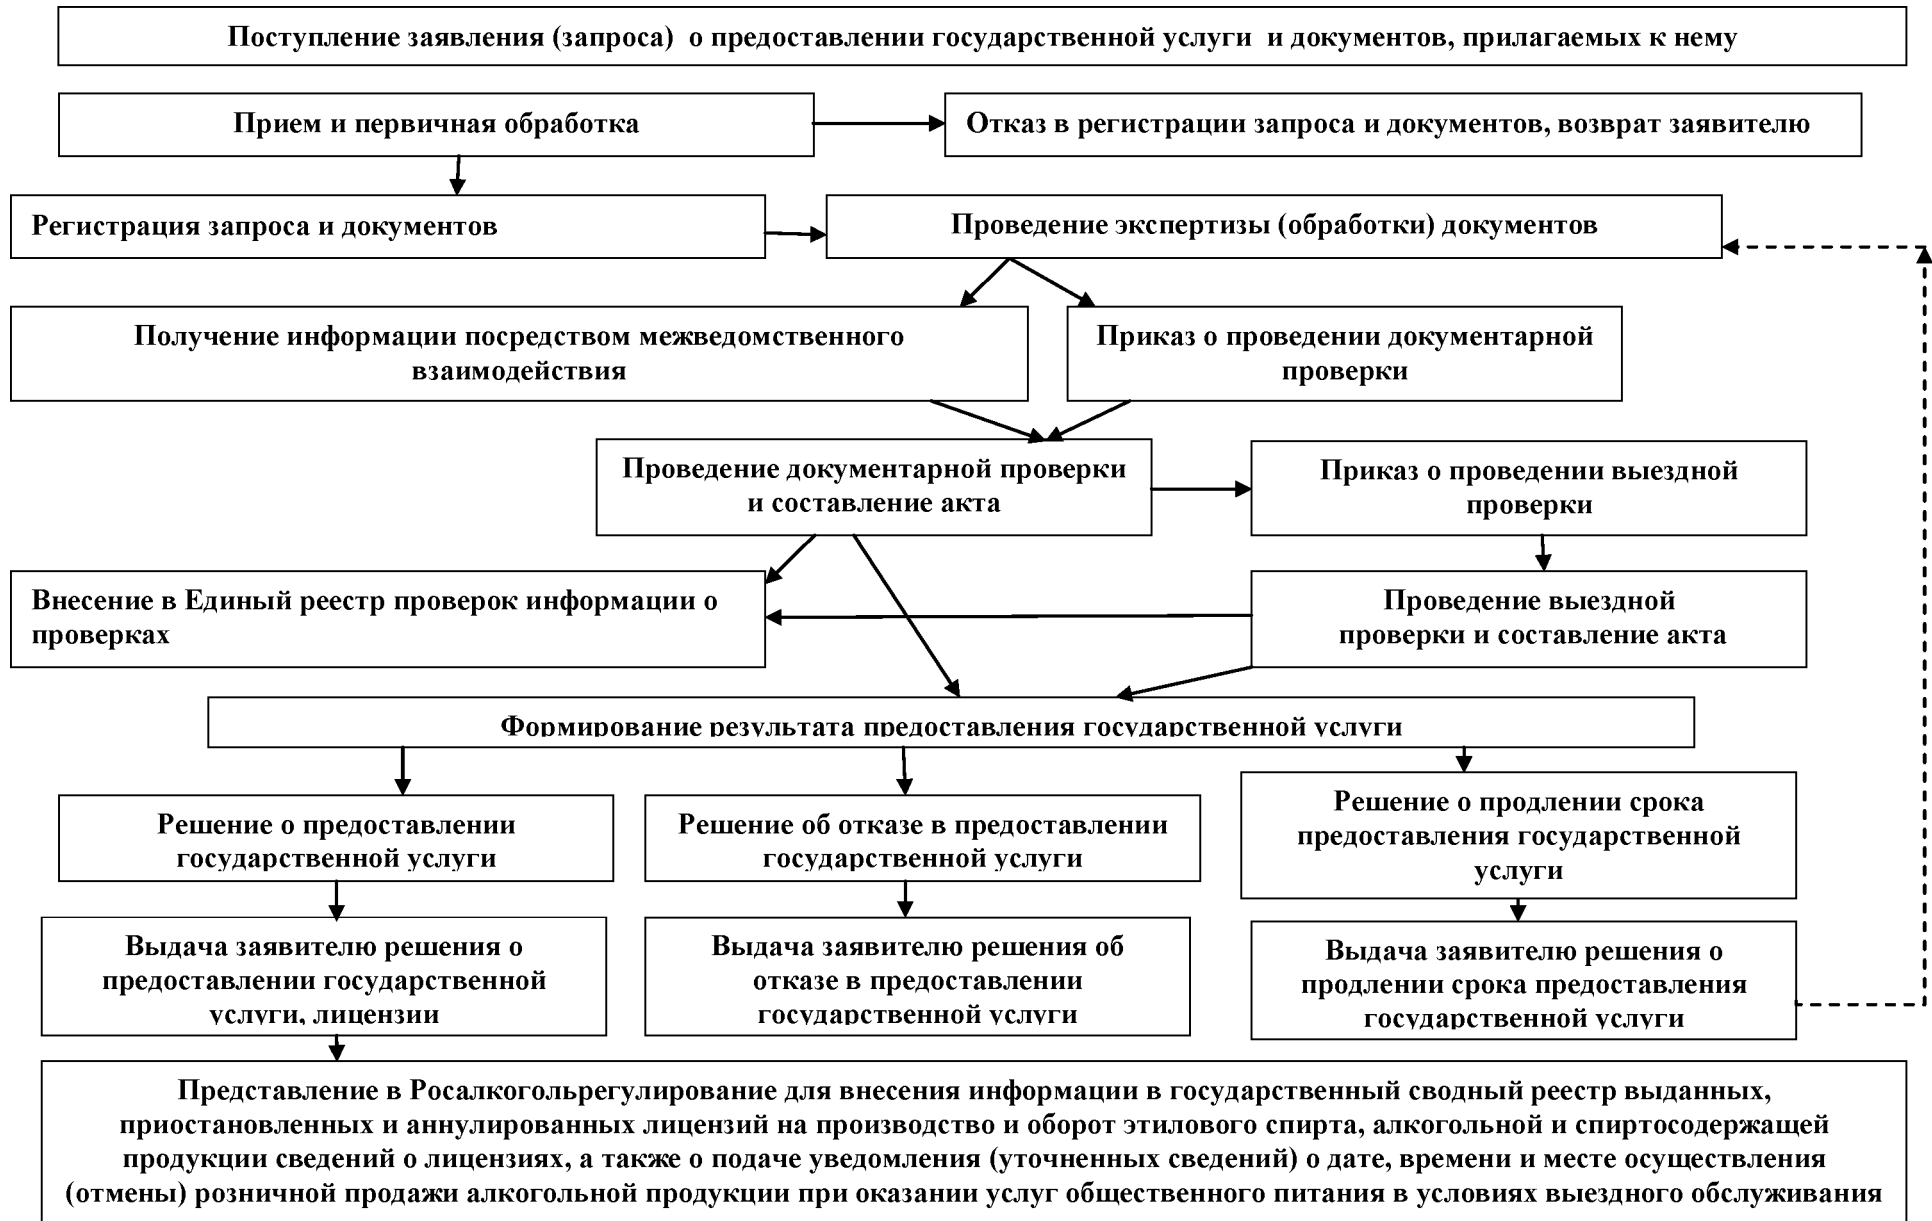 Поступление заявления (запроса)  о предоставлении государственной услуги  и документов, прилагаемых к нему
Прием и первичная обработка
Отказ в регистрации запроса и документов, возврат заявителю
Регистрация запроса и документов
Проведение экспертизы (обработки) документов
Получение информации посредством межведомственного
взаимодействия
Приказ о проведении документарной
проверки
Проведение документарной проверки
и составление акта
Приказ о проведении выездной
проверки
Внесение в Единый реестр проверок информации о
проверках
Проведение выездной
проверки и составление акта
Формирование результата предоставления государственной услуги
Решение о предоставлении
государственной услуги
Решение об отказе в предоставлении
государственной услуги
Решение о продлении срока
предоставления государственной
услуги
Выдача заявителю решения о
предоставлении государственной
услуги, лицензии
Выдача заявителю решения об
отказе в предоставлении
государственной услуги
Выдача заявителю решения о
продлении срока предоставления
государственной услуги
Представление в Росалкогольрегулирование для внесения информации в государственный сводный реестр выданных,
приостановленных и аннулированных лицензий на производство и оборот этилового спирта, алкогольной и спиртосодержащей
продукции сведений о лицензиях, а также о подаче уведомления (уточненных сведений) о дате, времени и месте осуществления
(отмены) розничной продажи алкогольной продукции при оказании услуг общественного питания в условиях выездного обслуживания